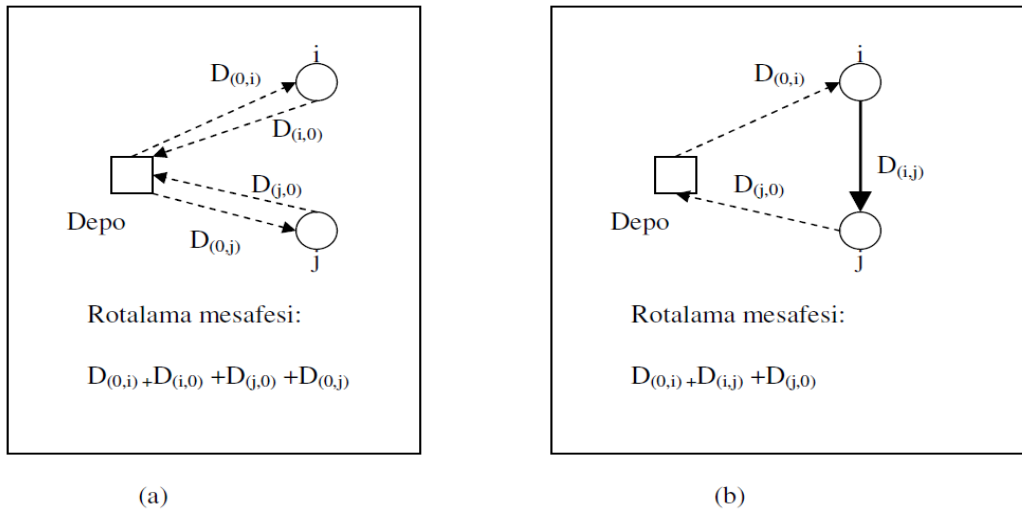 i
D(0,i)
D(i,0)
D(j,0)
Depo
D(0,j)
j
Rotalama mesafesi:
D(0,i) +D(i,0) +D(j,0) +D(0,j)
(a)
i
D(0,i)
D(i,j)
D(j,0)
Depo
j
Rotalama mesafesi:
D(0,i) +D(i,j) +D(j,0)
(b)